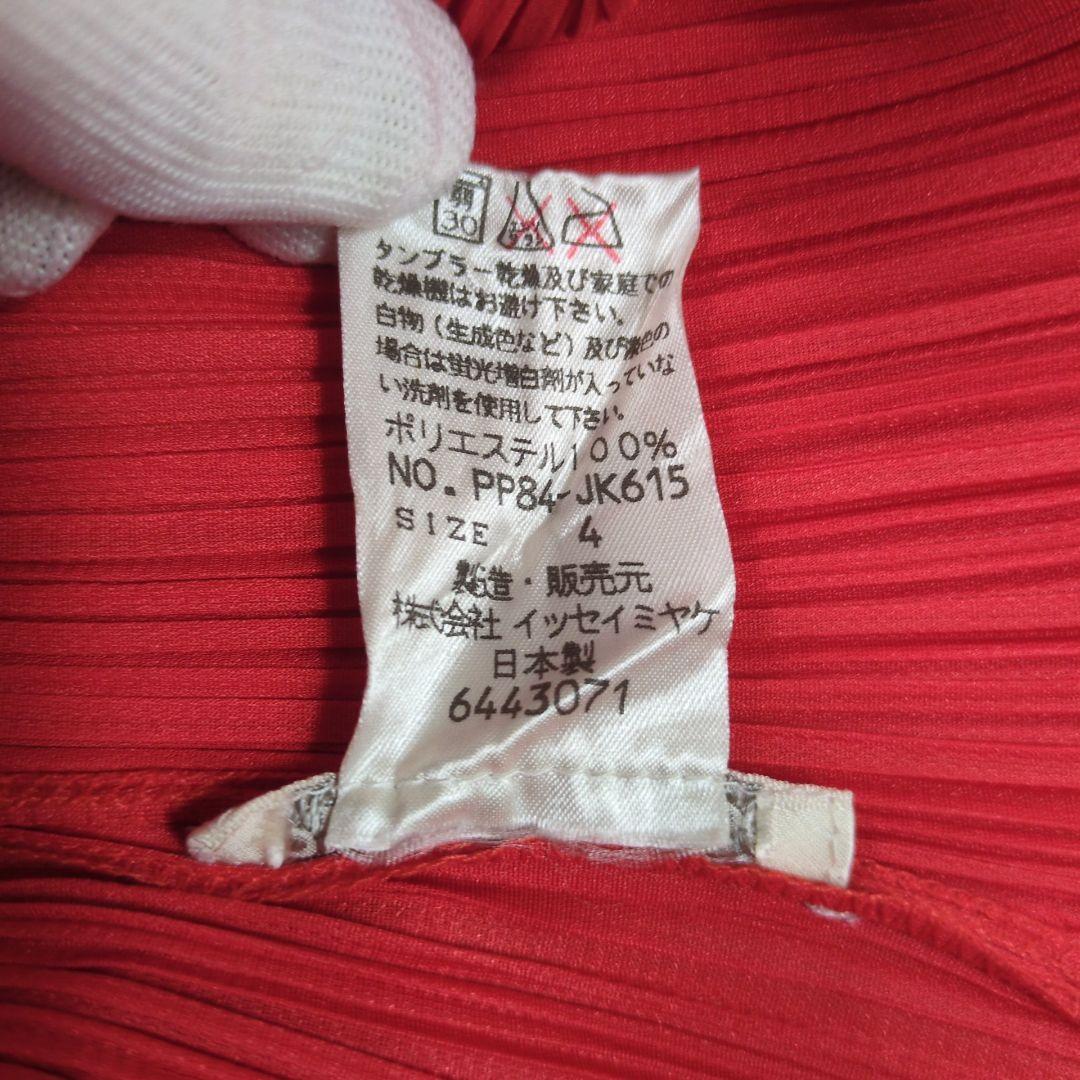 弱
30
タンブラー乾燥及び家庭での
乾燥機はお避け下さい。
白物(生成色など)及び淡色の
場合は蛍光増白剤が入っていな
い洗剤を使用して下さい。
ポリエステル100%
NO. PP84-JK615
SIZE 4
製造・販売元
株式会社 イッセイミヤケ
日本製
6443071